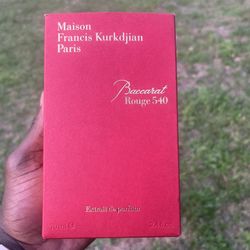 Maison
Francis Kurkdjian
Paris
Baccarat
Rouge 540
Extrait de parfum